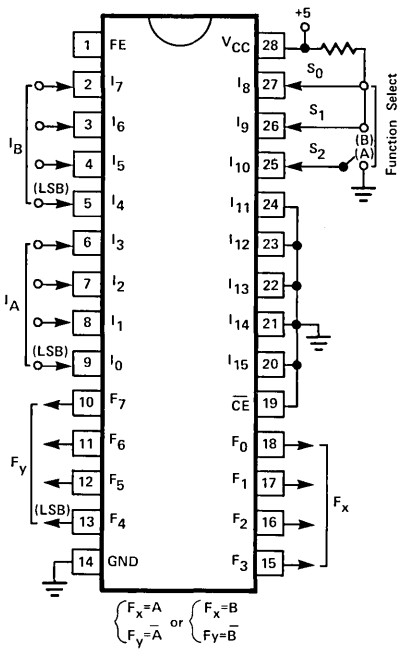 +5
1 FE VCC 28
I7 2 I8 27 S0
I6 3 I9 26 S1 (B)
I5 4 I10 25 S2 (A)
Function Select
IB
(LSB) 5 I4 I11 24
6 I3 I12 23
7 I2 I13 22
IA
8 I1 I14 21
(LSB) 9 I0 I15 20
10 F7 C̅E̅ 19
11 F6 F0 18
Fy
12 F5 F1 17
Fx
(LSB) 13 F4 F2 16
14 GND F3 15
Fx=A or Fx=B
Fy=A̅ Fy=B̅